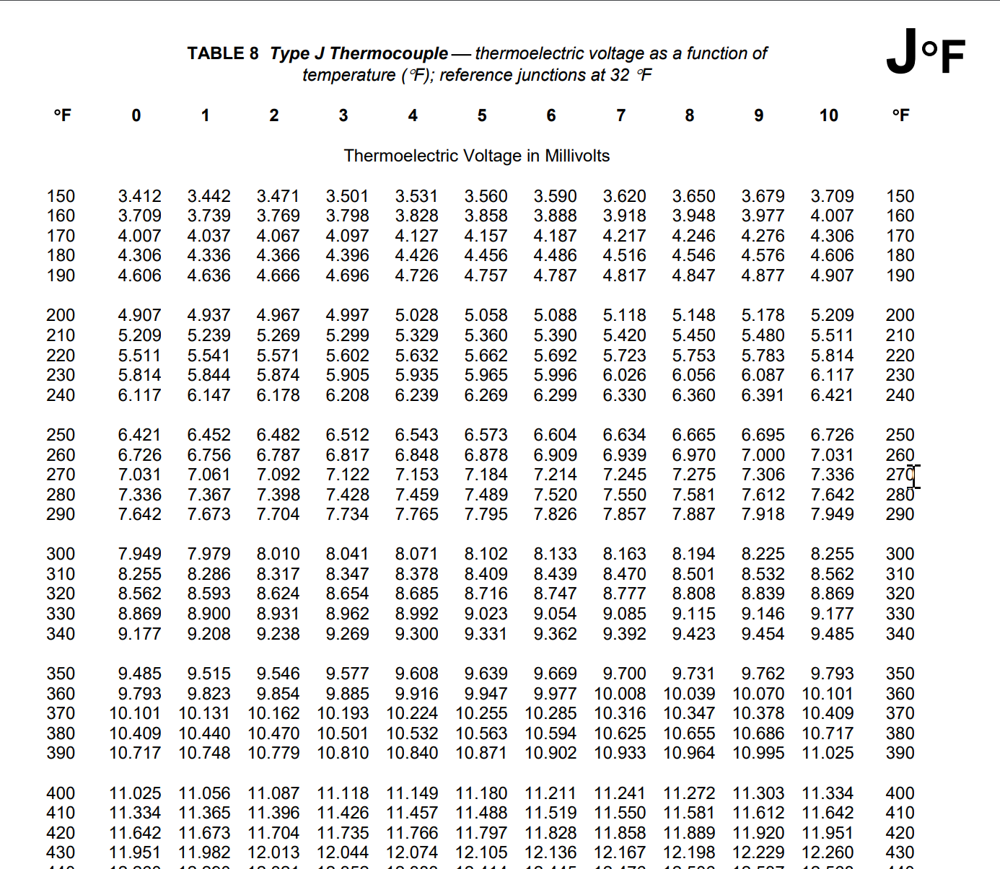 J°F
TABLE 8 Type J Thermocouple — thermoelectric voltage as a function of
temperature (°F); reference junctions at 32 °F
°F 0 1 2 3 4 5 6 7 8 9 10 °F
Thermoelectric Voltage in Millivolts
150 3.412 3.442 3.471 3.501 3.531 3.560 3.590 3.620 3.650 3.679 3.709 150
160 3.709 3.739 3.769 3.798 3.828 3.858 3.888 3.918 3.948 3.977 4.007 160
170 4.007 4.037 4.067 4.097 4.127 4.157 4.187 4.217 4.246 4.276 4.306 170
180 4.306 4.336 4.366 4.396 4.426 4.456 4.486 4.516 4.546 4.576 4.606 180
190 4.606 4.636 4.666 4.696 4.726 4.757 4.787 4.817 4.847 4.877 4.907 190
200 4.907 4.937 4.967 4.997 5.028 5.058 5.088 5.118 5.148 5.178 5.209 200
210 5.209 5.239 5.269 5.299 5.329 5.360 5.390 5.420 5.450 5.480 5.511 210
220 5.511 5.541 5.571 5.602 5.632 5.662 5.692 5.723 5.753 5.783 5.814 220
230 5.814 5.844 5.874 5.905 5.935 5.965 5.996 6.026 6.056 6.087 6.117 230
240 6.117 6.147 6.178 6.208 6.239 6.269 6.299 6.330 6.360 6.391 6.421 240
250 6.421 6.452 6.482 6.512 6.543 6.573 6.604 6.634 6.665 6.695 6.726 250
260 6.726 6.756 6.787 6.817 6.848 6.878 6.909 6.939 6.970 7.000 7.031 260
270 7.031 7.061 7.092 7.122 7.153 7.184 7.214 7.245 7.275 7.306 7.336 270
280 7.336 7.367 7.398 7.428 7.459 7.489 7.520 7.550 7.581 7.612 7.642 280
290 7.642 7.673 7.704 7.734 7.765 7.795 7.826 7.857 7.887 7.918 7.949 290
300 7.949 7.979 8.010 8.041 8.071 8.102 8.133 8.163 8.194 8.225 8.255 300
310 8.255 8.286 8.317 8.347 8.378 8.409 8.439 8.470 8.501 8.532 8.562 310
320 8.562 8.593 8.624 8.654 8.685 8.716 8.747 8.777 8.808 8.839 8.869 320
330 8.869 8.900 8.931 8.962 8.992 9.023 9.054 9.085 9.115 9.146 9.177 330
340 9.177 9.208 9.238 9.269 9.300 9.331 9.362 9.392 9.423 9.454 9.485 340
350 9.485 9.515 9.546 9.577 9.608 9.639 9.669 9.700 9.731 9.762 9.793 350
360 9.793 9.823 9.854 9.885 9.916 9.947 9.977 10.008 10.039 10.070 10.101 360
370 10.101 10.131 10.162 10.193 10.224 10.255 10.285 10.316 10.347 10.378 10.409 370
380 10.409 10.440 10.470 10.501 10.532 10.563 10.594 10.625 10.655 10.686 10.717 380
390 10.717 10.748 10.779 10.810 10.840 10.871 10.902 10.933 10.964 10.995 11.025 390
400 11.025 11.056 11.087 11.118 11.149 11.180 11.211 11.241 11.272 11.303 11.334 400
410 11.334 11.365 11.396 11.426 11.457 11.488 11.519 11.550 11.581 11.612 11.642 410
420 11.642 11.673 11.704 11.735 11.766 11.797 11.828 11.858 11.889 11.920 11.951 420
430 11.951 11.982 12.013 12.044 12.074 12.105 12.136 12.167 12.198 12.229 12.260 430